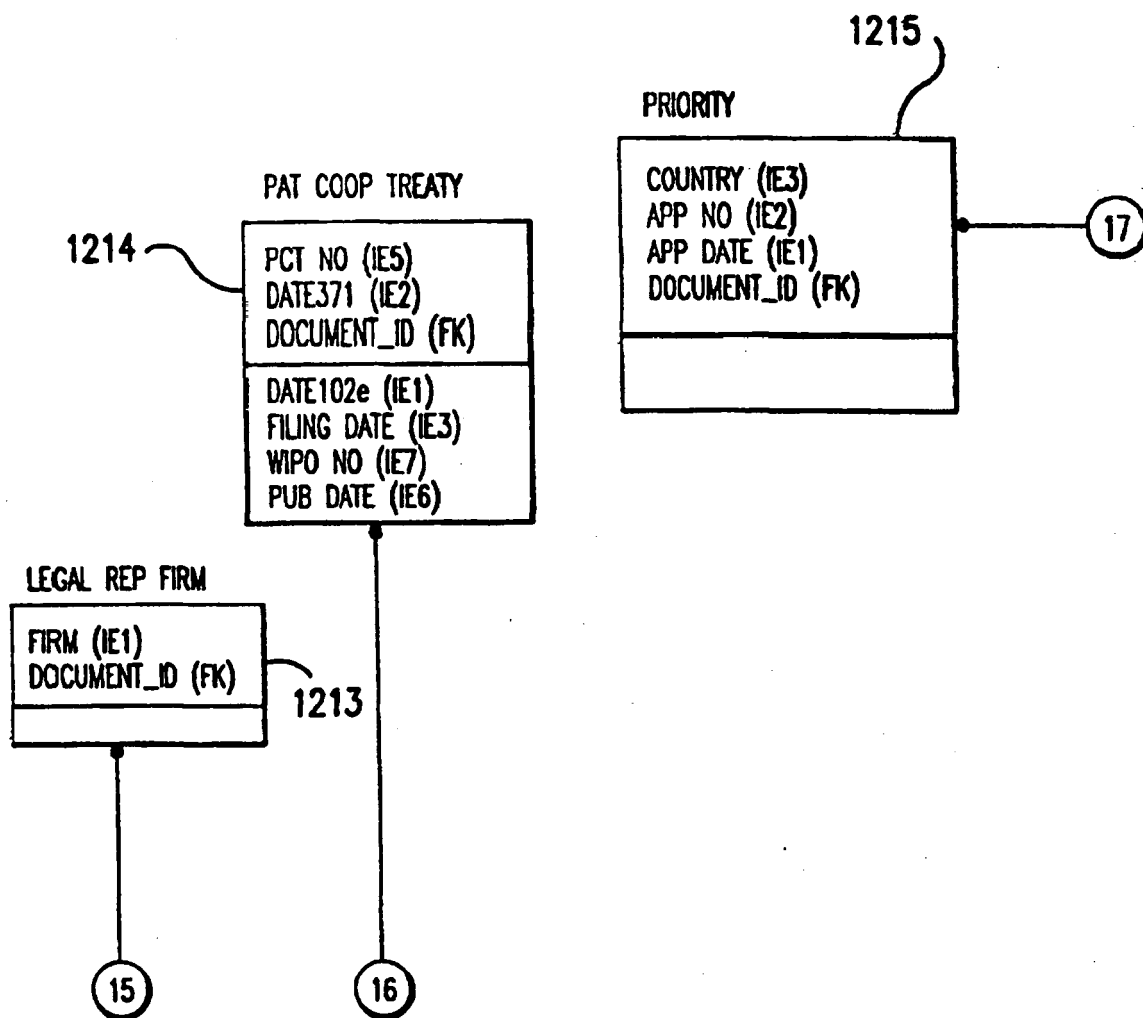 1215
PRIORITY
COUNTRY (IE3)
APP NO (IE2)
APP DATE (IE1)
DOCUMENT_ID (FK)
17
PAT COOP TREATY
1214
PCT NO (IE5)
DATE371 (IE2)
DOCUMENT_ID (FK)
DATE102e (IE1)
FILING DATE (IE3)
WIPO NO (IE7)
PUB DATE (IE6)
LEGAL REP FIRM
FIRM (IE1)
DOCUMENT_ID (FK)
1213
15
16